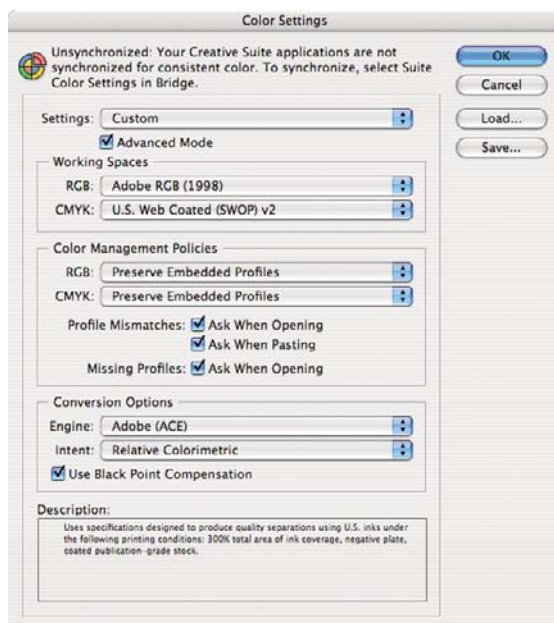 Color Settings
Unsynchronized: Your Creative Suite applications are not
synchronized for consistent color. To synchronize, select Suite
Color Settings in Bridge.
OK
Cancel
Load...
Save...
Settings: Custom
Advanced Mode
Working Spaces
RGB: Adobe RGB (1998)
CMYK: U.S. Web Coated (SWOP) v2
Color Management Policies
RGB: Preserve Embedded Profiles
CMYK: Preserve Embedded Profiles
Profile Mismatches: Ask When Opening
Ask When Pasting
Missing Profiles: Ask When Opening
Conversion Options
Engine: Adobe (ACE)
Intent: Relative Colorimetric
Use Black Point Compensation
Description:
Uses specifications designed to produce quality separations using U.S. inks under
the following printing conditions: 300% total area of ink coverage, negative plate,
coated publication-grade stock.